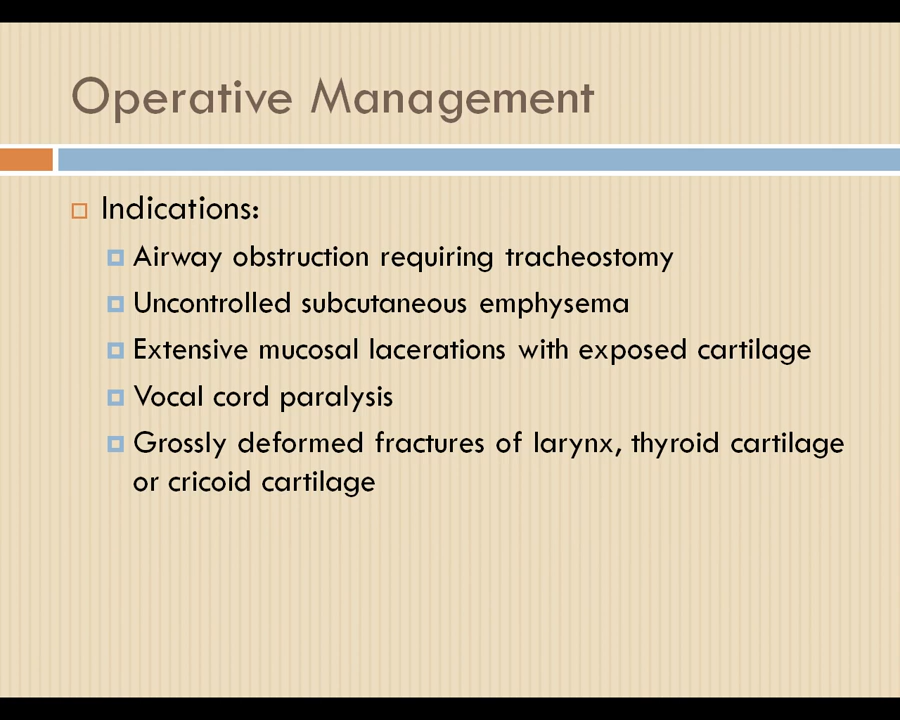 Operative Management
Indications:
Airway obstruction requiring tracheostomy
Uncontrolled subcutaneous emphysema
Extensive mucosal lacerations with exposed cartilage
Vocal cord paralysis
Grossly deformed fractures of larynx, thyroid cartilage
or cricoid cartilage